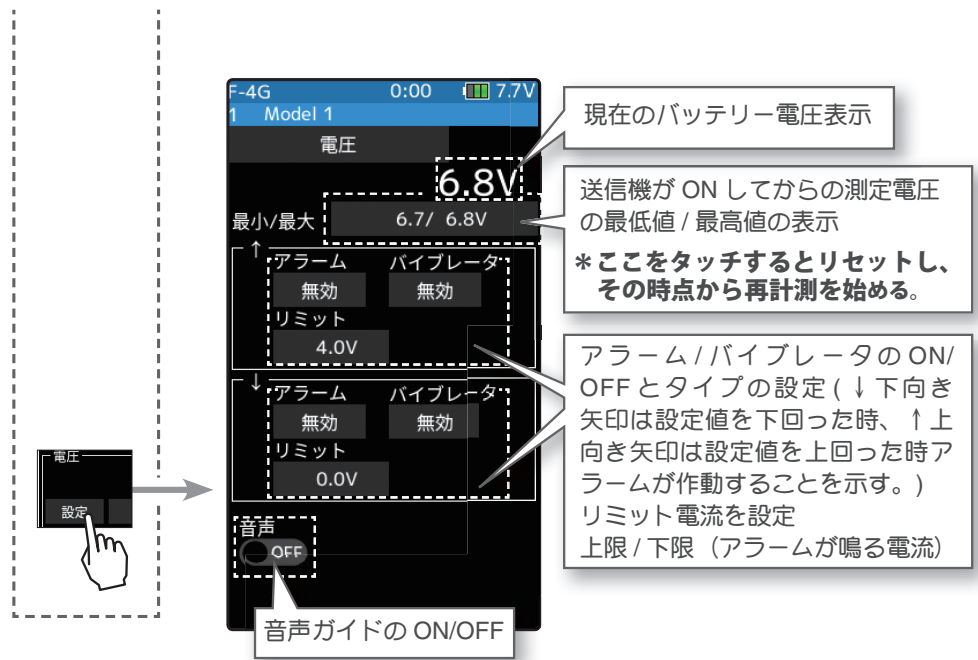 F-4G 0:00 7.7V
1 Model 1
電圧
6.8V
最小/最大 6.7/ 6.8V
↑
アラーム バイブレータ
無効 無効
リミット
4.0V
↓
アラーム バイブレータ
無効 無効
リミット
0.0V
音声
OFF
電圧
設定
現在のバッテリー電圧表示
送信機が ON してからの測定電圧
の最低値 / 最高値の表示
＊ここをタッチするとリセットし、
その時点から再計測を始める。
アラーム / バイブレータの ON/
OFF とタイプの設定 ( ↓下向き
矢印は設定値を下回った時、↑上
向き矢印は設定値を上回った時ア
ラームが作動することを示す。)
リミット電流を設定
上限 / 下限（アラームが鳴る電流）
音声ガイドの ON/OFF